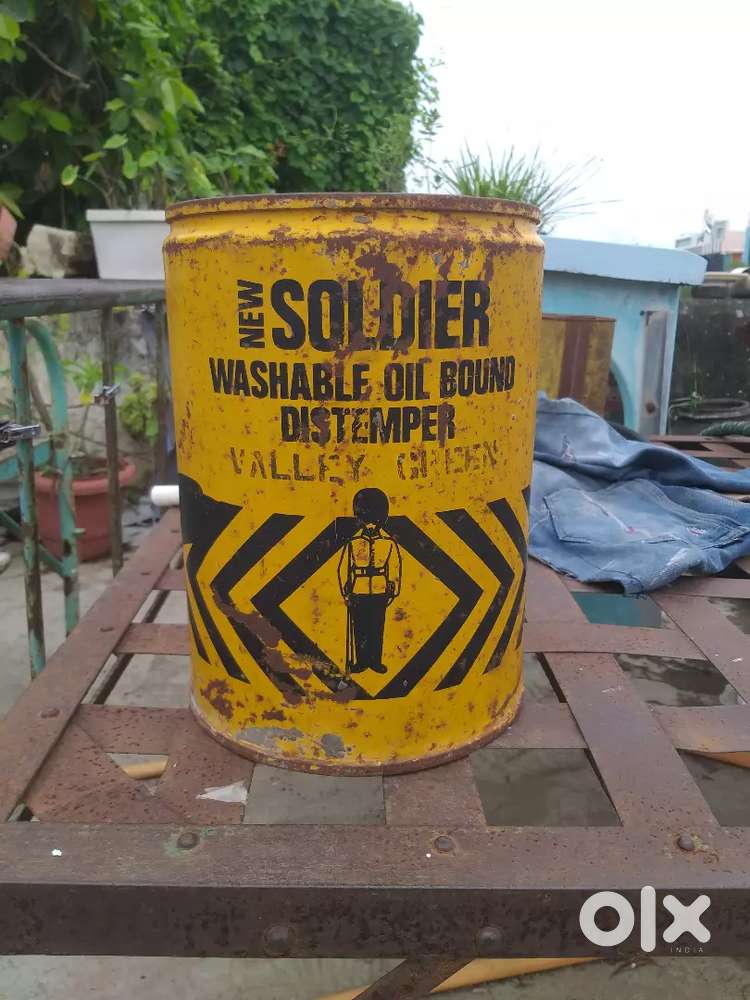 NEW SOLDIER
WASHABLE OIL BOUND
DISTEMPER
VALLEY GREEN
olx
INDIA